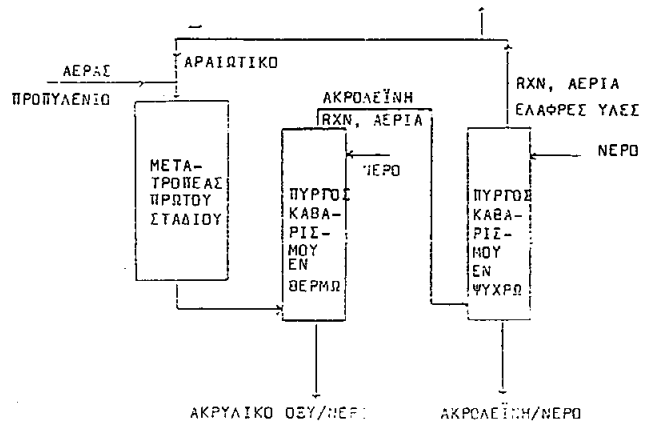 ΑΡΑΙΩΤΙΚΟ
ΑΕΡΑΣ
ΠΡΟΠΥΛΕΝΙΟ
ΜΕΤΑ-
ΤΡΟΠΕΑΣ
ΠΡΩΤΟΥ
ΣΤΑΔΙΟΥ
ΑΚΡΟΛΕΪΝΗ
RXN, ΑΕΡΙΑ
ΝΕΡΟ
ΠΥΡΓΟΣ
ΚΑΘΑ-
ΡΙΣ-
ΜΟΥ
ΕΝ
ΘΕΡΜΩ
RXN, ΑΕΡΙΑ
ΕΛΑΦΡΕΣ ΥΛΕΣ
ΝΕΡΟ
ΠΥΡΓΟΣ
ΚΑΘΑ-
ΡΙΣ-
ΜΟΥ
ΕΝ
ΨΥΧΡΩ
ΑΚΡΥΛΙΚΟ ΟΞΥ/ΝΕΡΟ
ΑΚΡΟΛΕΪΝΗ/ΝΕΡΟ